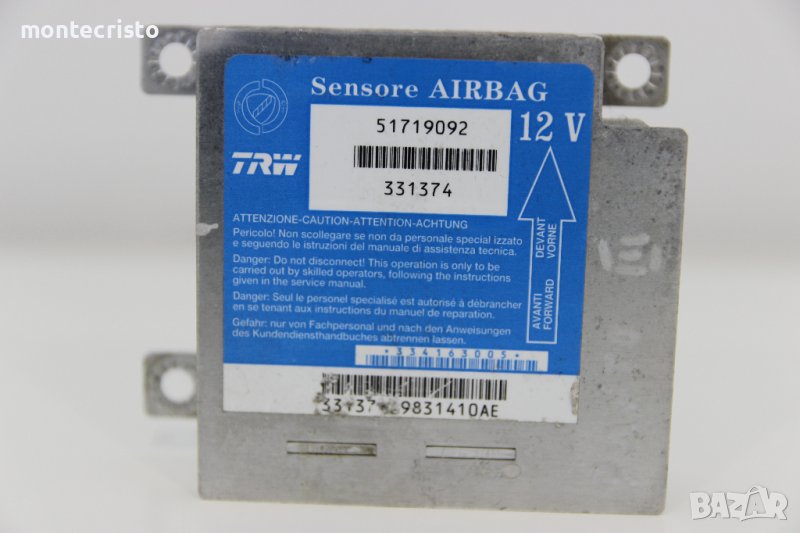 montecristo
Sensore AIRBAG
51719092
12 V
TRW
331374
ATTENZIONE-CAUTION-ATTENTION-ACHTUNG
Pericolo! Non scollegare se non da personale special izzato
e seguendo le istruzioni del manuale di assistenza tecnica.
Danger: Do not disconnect! This operation is only to be
carried out by skilled operators, following the instructions
given in the service manual.
Danger: Seul le personel specialisé est autorisé à débrancher
en se tenant aux instructions du manuel de reparation.
Gefahr: nur von Fachpersonal und nach den Anweisungen
des Kundendiensthandbuches abtrennen lassen.
DEVANT
VORNE
AVANTI
FORWARD
*334163005*
9831410AE
BAZAR